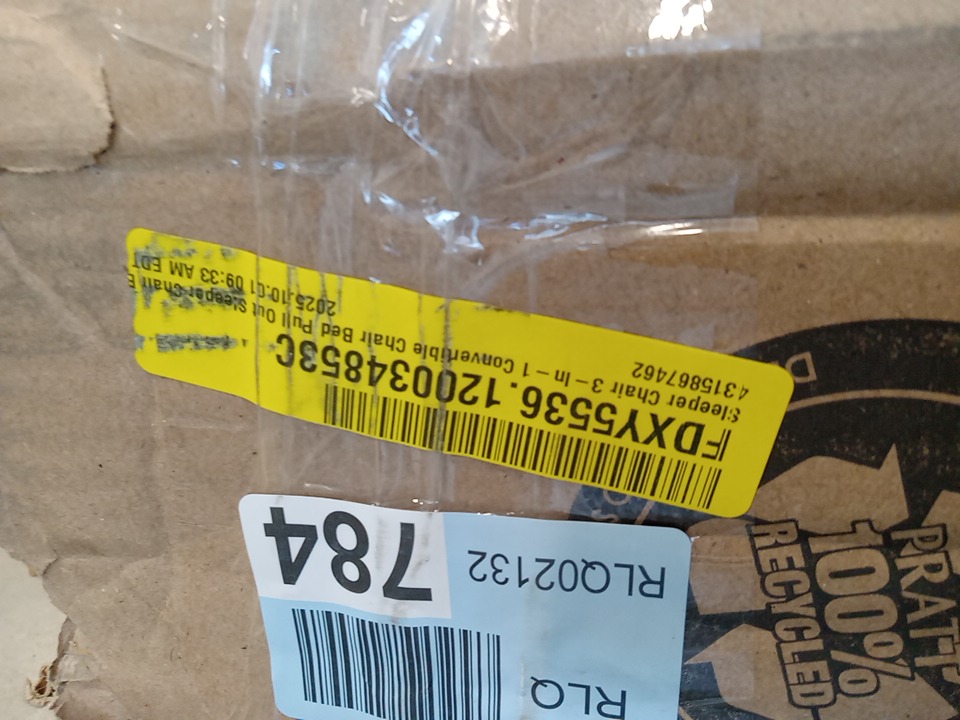 RLQ
RLQ02132
784
FDXY5536.120034853C
Sleeper Chair 3-In-1 Convertible Chair Bed Pull Out Sleeper Chair B
4315867462
2025.10.01 09:33 AM EDT
PRATT
100%
RECYCLED